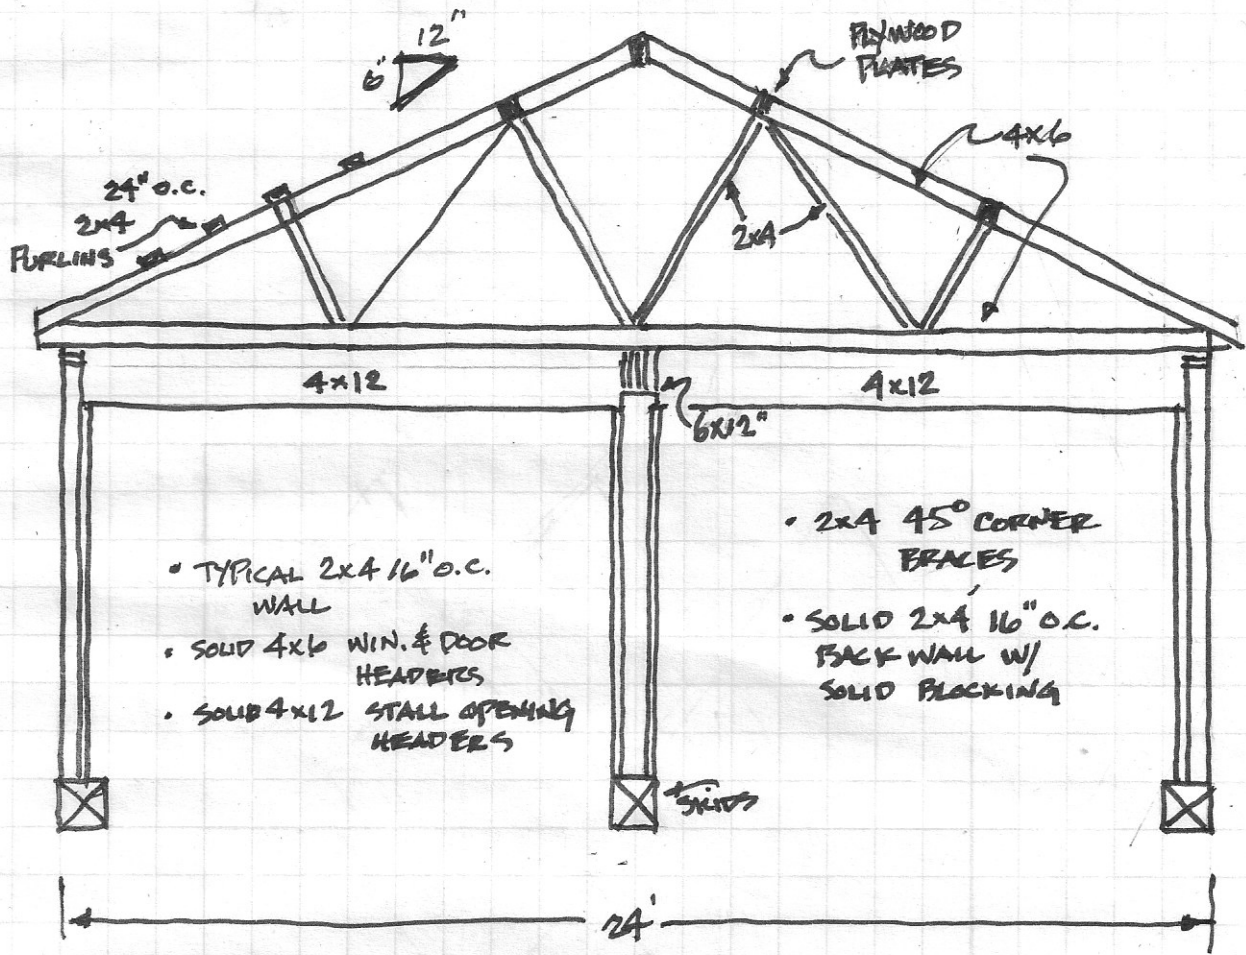 12"
6"
PLYWOOD
PLATES
4x6
24" O.C.
2x4
PURLINS
2x4
4x12
4x12
6x12"
• TYPICAL 2x4 16" O.C.
WALL
• SOLID 4x6 WIN. & DOOR
HEADERS
• SOLID 4x12 STALL OPENING
HEADERS
• 2x4 45° CORNER
BRACES
• SOLID 2x4 16" O.C.
BACK WALL W/
SOLID BLOCKING
SKIDS
24'